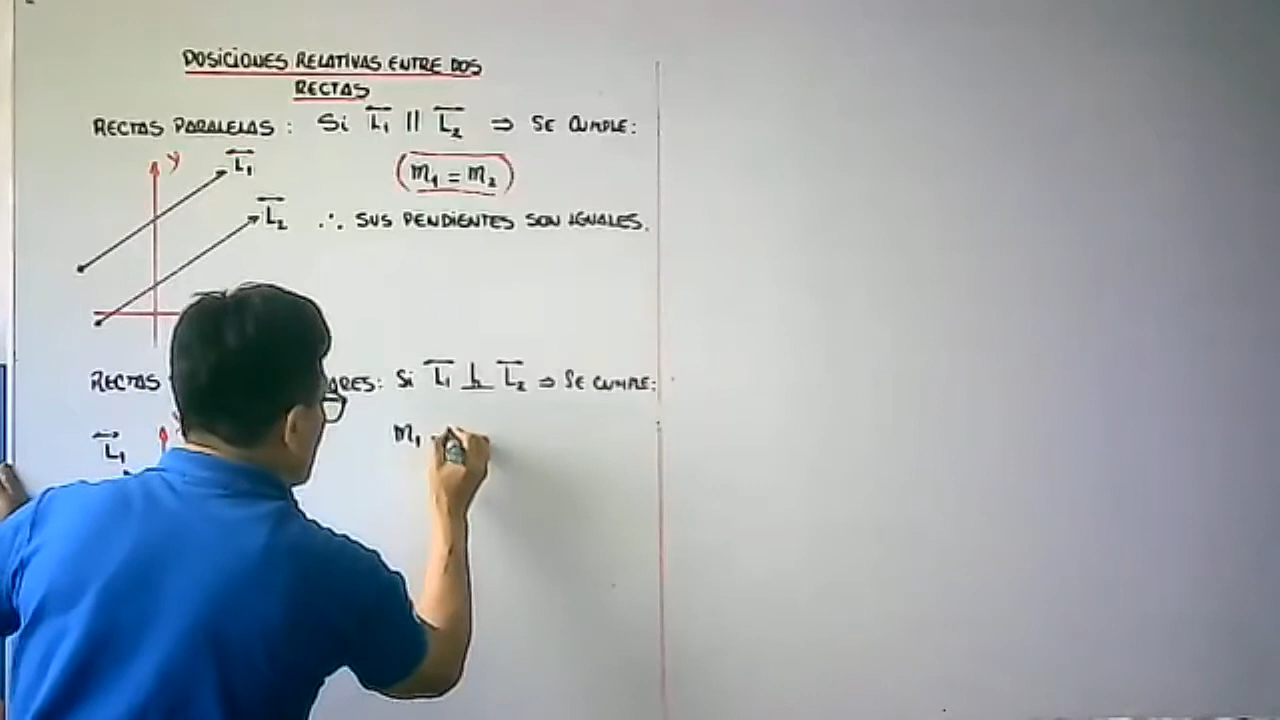 POSICIONES RELATIVAS ENTRE DOS
RECTAS
RECTAS PARALELAS: Si L₁ || L₂ ⇒ SE CUMPLE:
y
L₁
m₁ = m₂
L₂
∴ SUS PENDIENTES SON IGUALES.
RECTAS
ARES: Si L₁ ⊥ L₂ ⇒ SE CUMPLE:
L₁
m₁